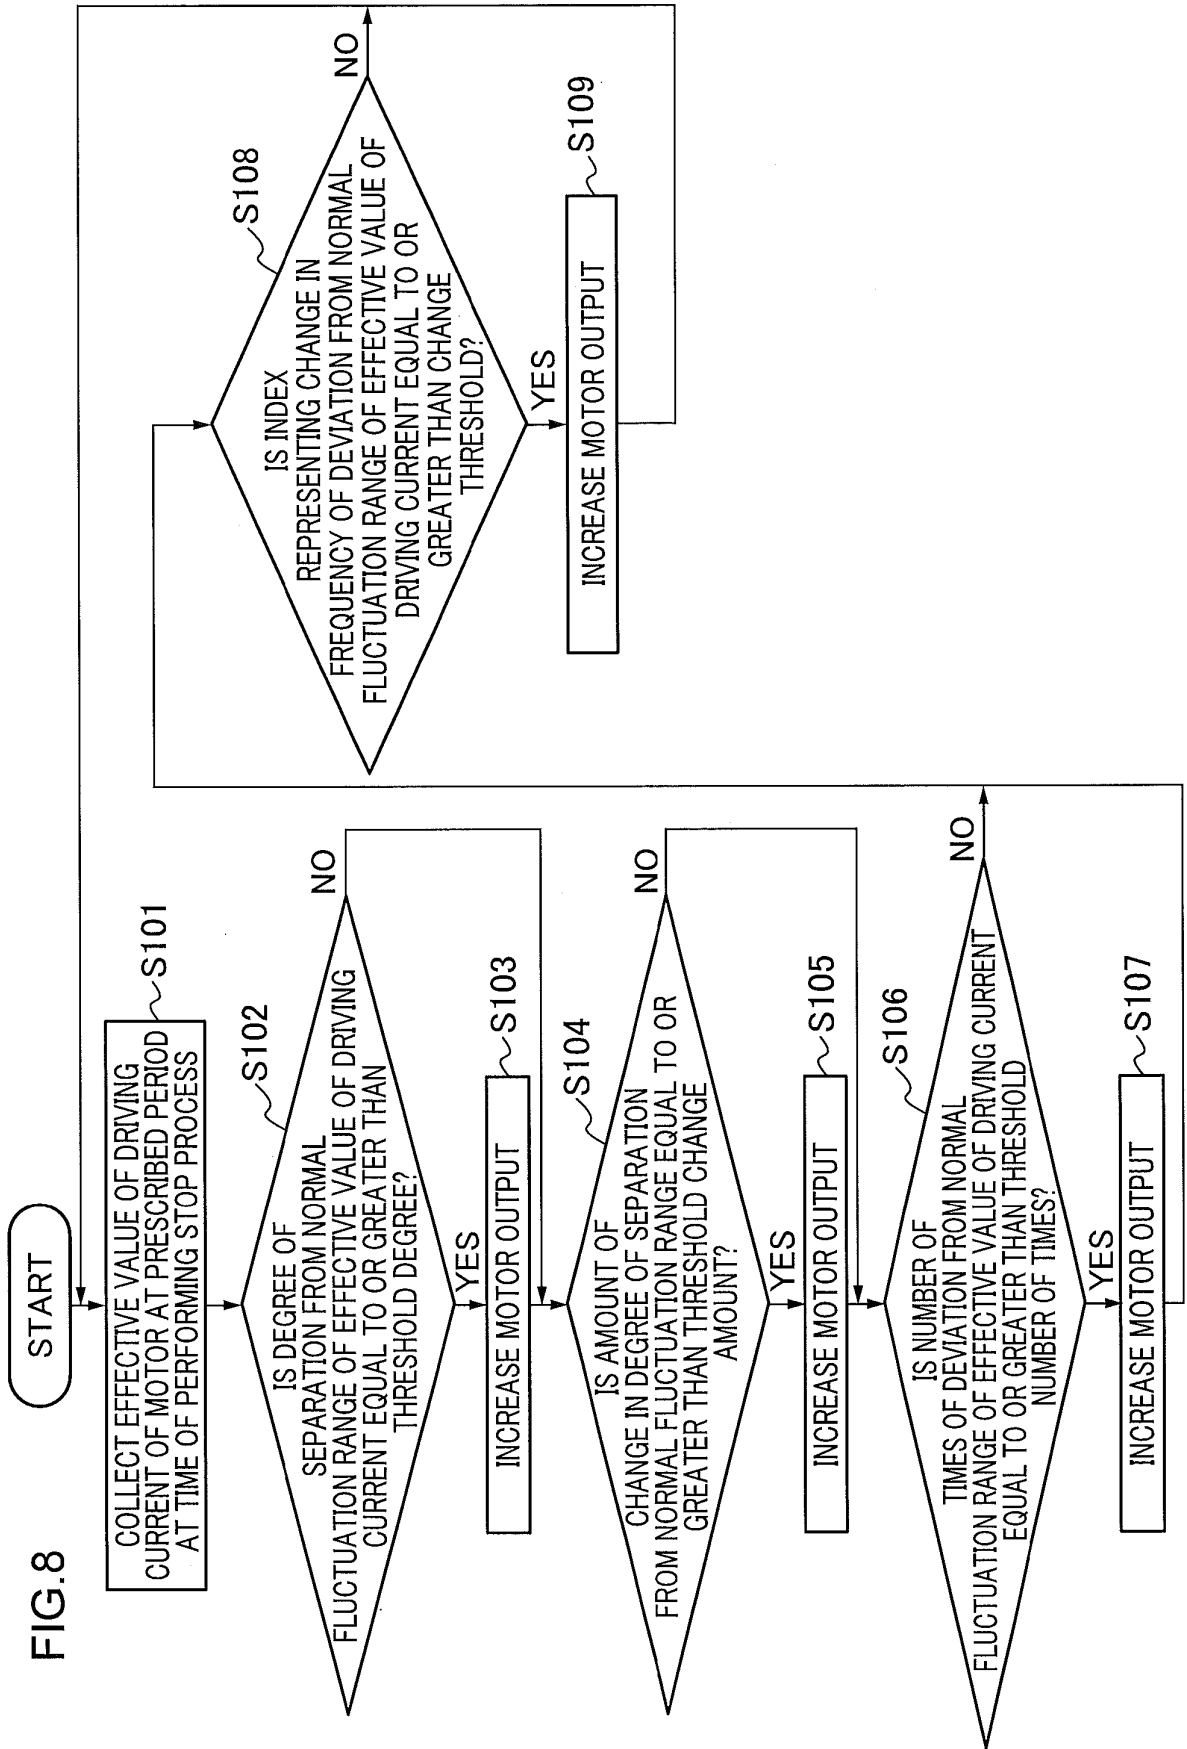 FIG.8
START
COLLECT EFFECTIVE VALUE OF DRIVING
CURRENT OF MOTOR AT PRESCRIBED PERIOD
AT TIME OF PERFORMING STOP PROCESS
S101
IS DEGREE OF
SEPARATION FROM NORMAL
FLUCTUATION RANGE OF EFFECTIVE VALUE OF DRIVING
CURRENT EQUAL TO OR GREATER THAN
THRESHOLD DEGREE?
S102
NO
YES
INCREASE MOTOR OUTPUT
S103
IS AMOUNT OF
CHANGE IN DEGREE OF SEPARATION
FROM NORMAL FLUCTUATION RANGE EQUAL TO OR
GREATER THAN THRESHOLD CHANGE
AMOUNT?
S104
NO
YES
INCREASE MOTOR OUTPUT
S105
IS NUMBER OF
TIMES OF DEVIATION FROM NORMAL
FLUCTUATION RANGE OF EFFECTIVE VALUE OF DRIVING CURRENT
EQUAL TO OR GREATER THAN THRESHOLD
NUMBER OF TIMES?
S106
NO
YES
INCREASE MOTOR OUTPUT
S107
IS INDEX
REPRESENTING CHANGE IN
FREQUENCY OF DEVIATION FROM NORMAL
FLUCTUATION RANGE OF EFFECTIVE VALUE OF
DRIVING CURRENT EQUAL TO OR
GREATER THAN CHANGE
THRESHOLD?
S108
NO
YES
INCREASE MOTOR OUTPUT
S109